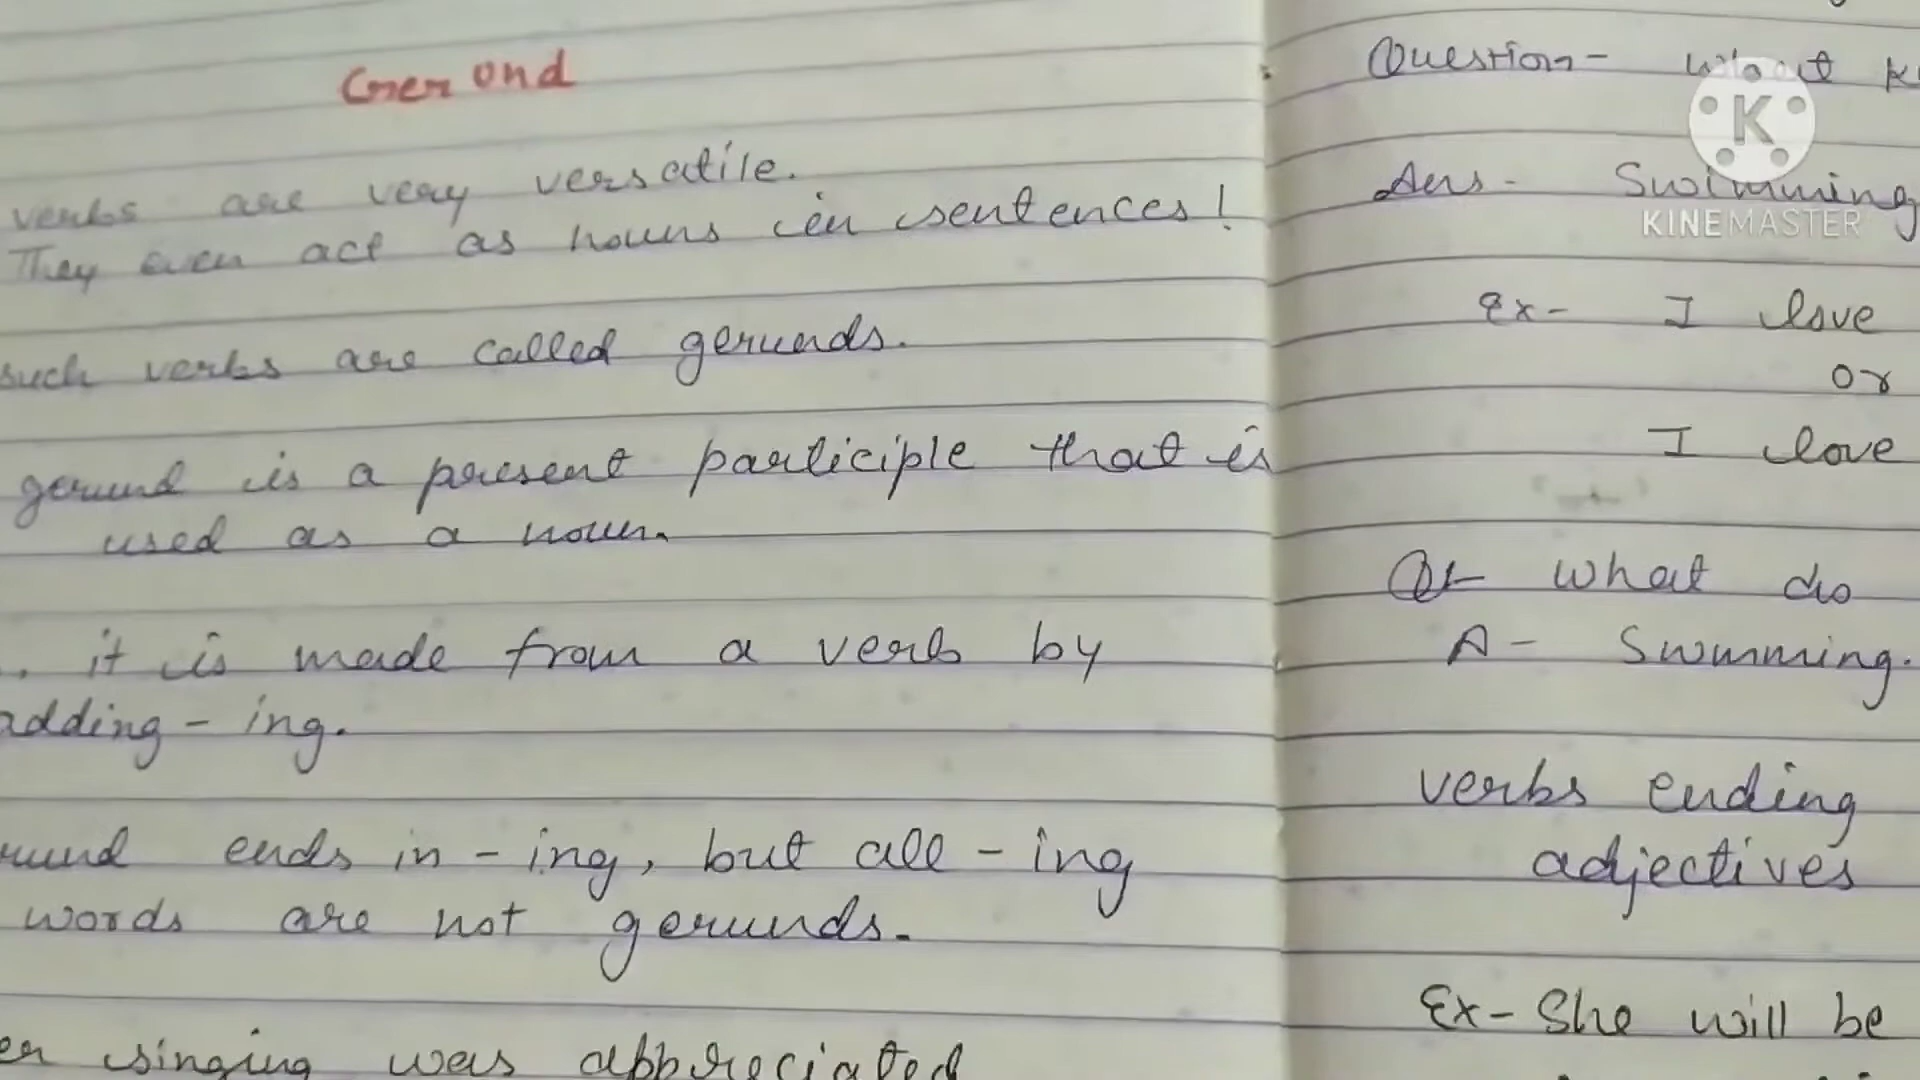 Gerund
verbs are very versatile.
They even act as nouns in sentences!
such verbs are called gerunds.
gerund is a present participle that is
used as a noun.
it is made from a verb by
adding - ing.
ends in - ing, but all - ing
words are not gerunds.
singing was appreciated
Question - what
Ans - Swimming
Ex - I love
or
I love
Q - what do
A - Swimming.
verbs ending
adjectives
Ex - She will be
K
KINEMASTER